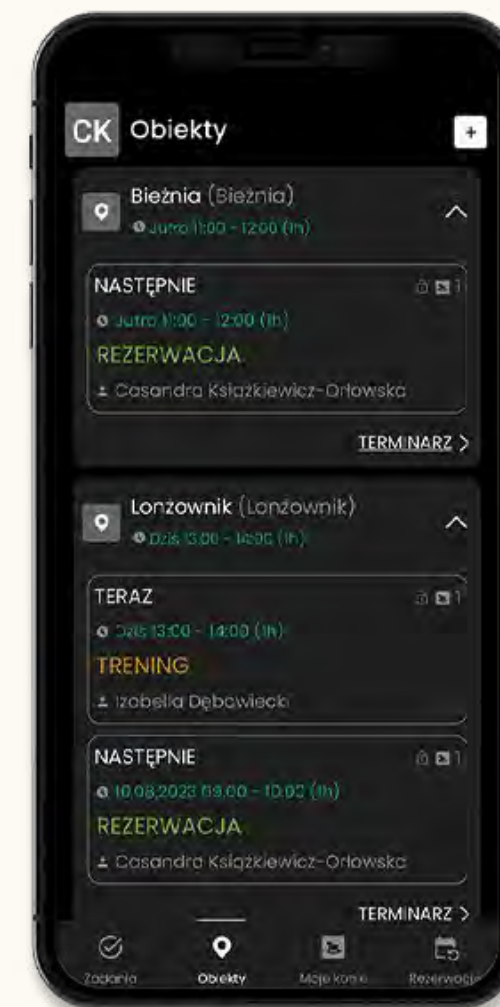 CK Obiekty
+
Bieżnia (Bieżnia)
Jutro 11:00 - 12:00 (1h)
NASTĘPNIE
1
Jutro 11:00 - 12:00 (1h)
REZERWACJA
Casandra Książkiewicz-Orłowska
TERMINARZ >
Lonżownik (Lonżownik)
Dziś 13:00 - 14:00 (1h)
TERAZ
1
Dziś 13:00 - 14:00 (1h)
TRENING
Izabella Dębowiecki
NASTĘPNIE
1
10.08.2023 09:00 - 10:00 (1h)
REZERWACJA
Casandra Książkiewicz-Orłowska
TERMINARZ >
Zadania
Obiekty
Moje konie
Rezerwacje